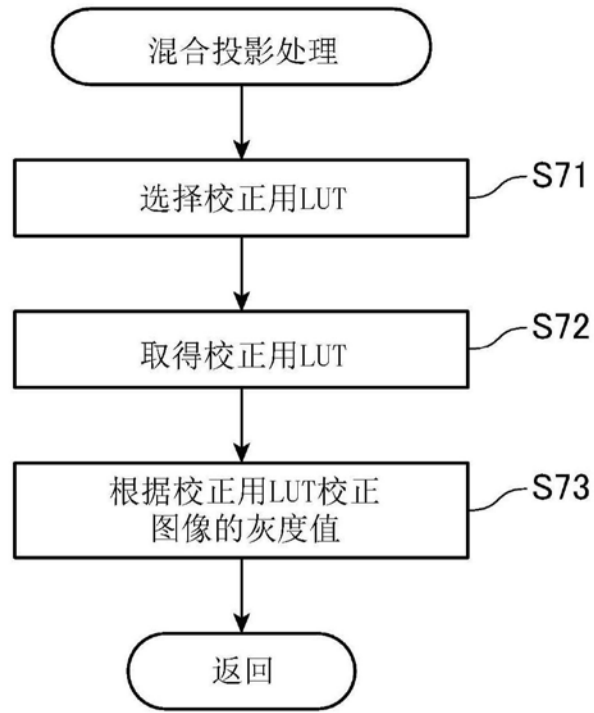 混合投影处理
选择校正用LUT
S71
取得校正用LUT
S72
根据校正用LUT校正
图像的灰度值
S73
返回